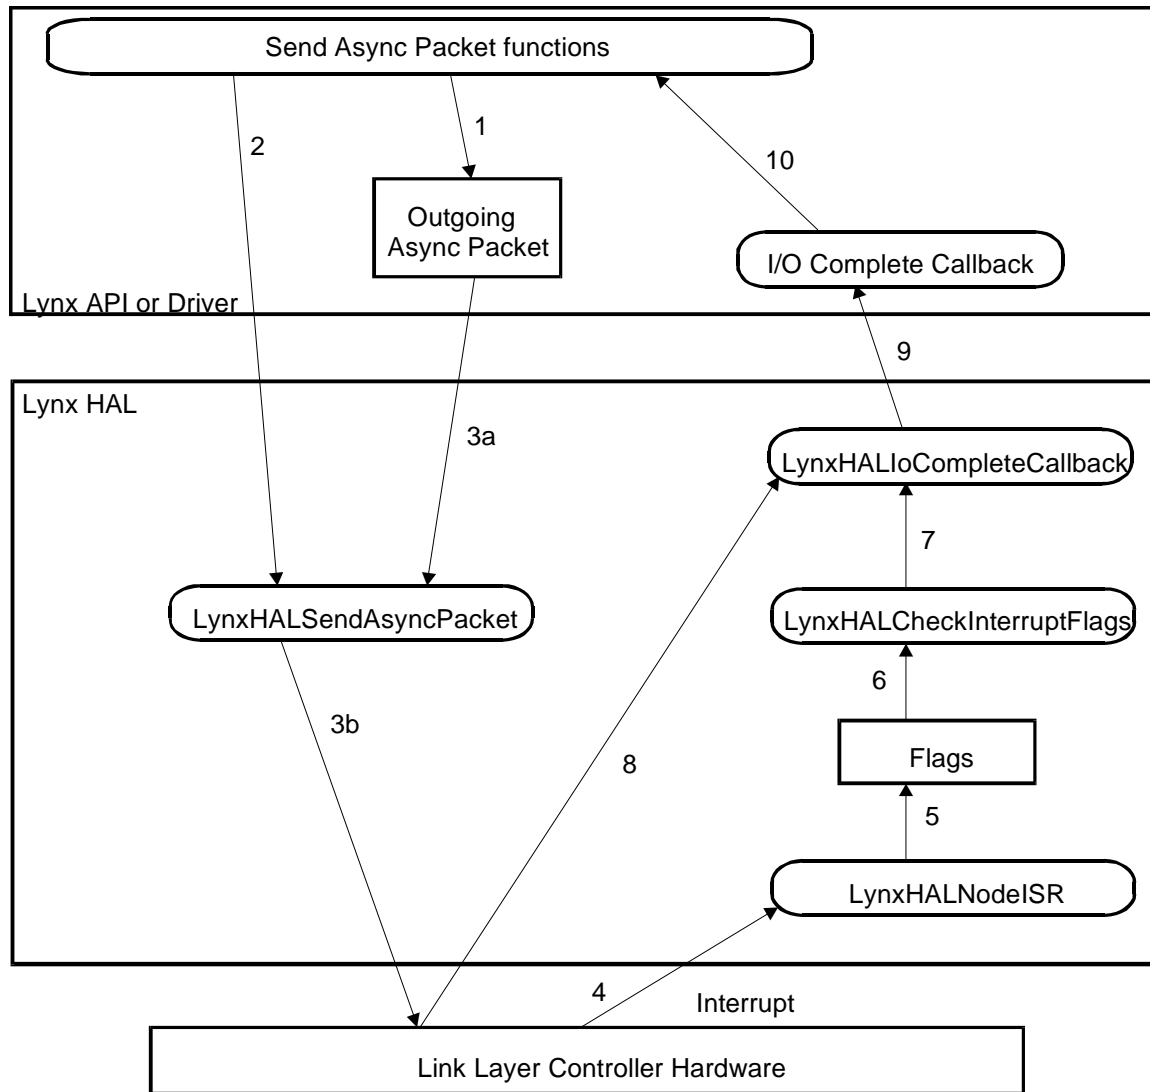 Send Async Packet functions
1
2
10
Outgoing
Async Packet
I/O Complete Callback
Lynx API or Driver
9
Lynx HAL
3a
LynxHALIoCompleteCallback
7
LynxHALSendAsyncPacket
LynxHALCheckInterruptFlags
6
3b
8
Flags
5
LynxHALNodeISR
4
Interrupt
Link Layer Controller Hardware